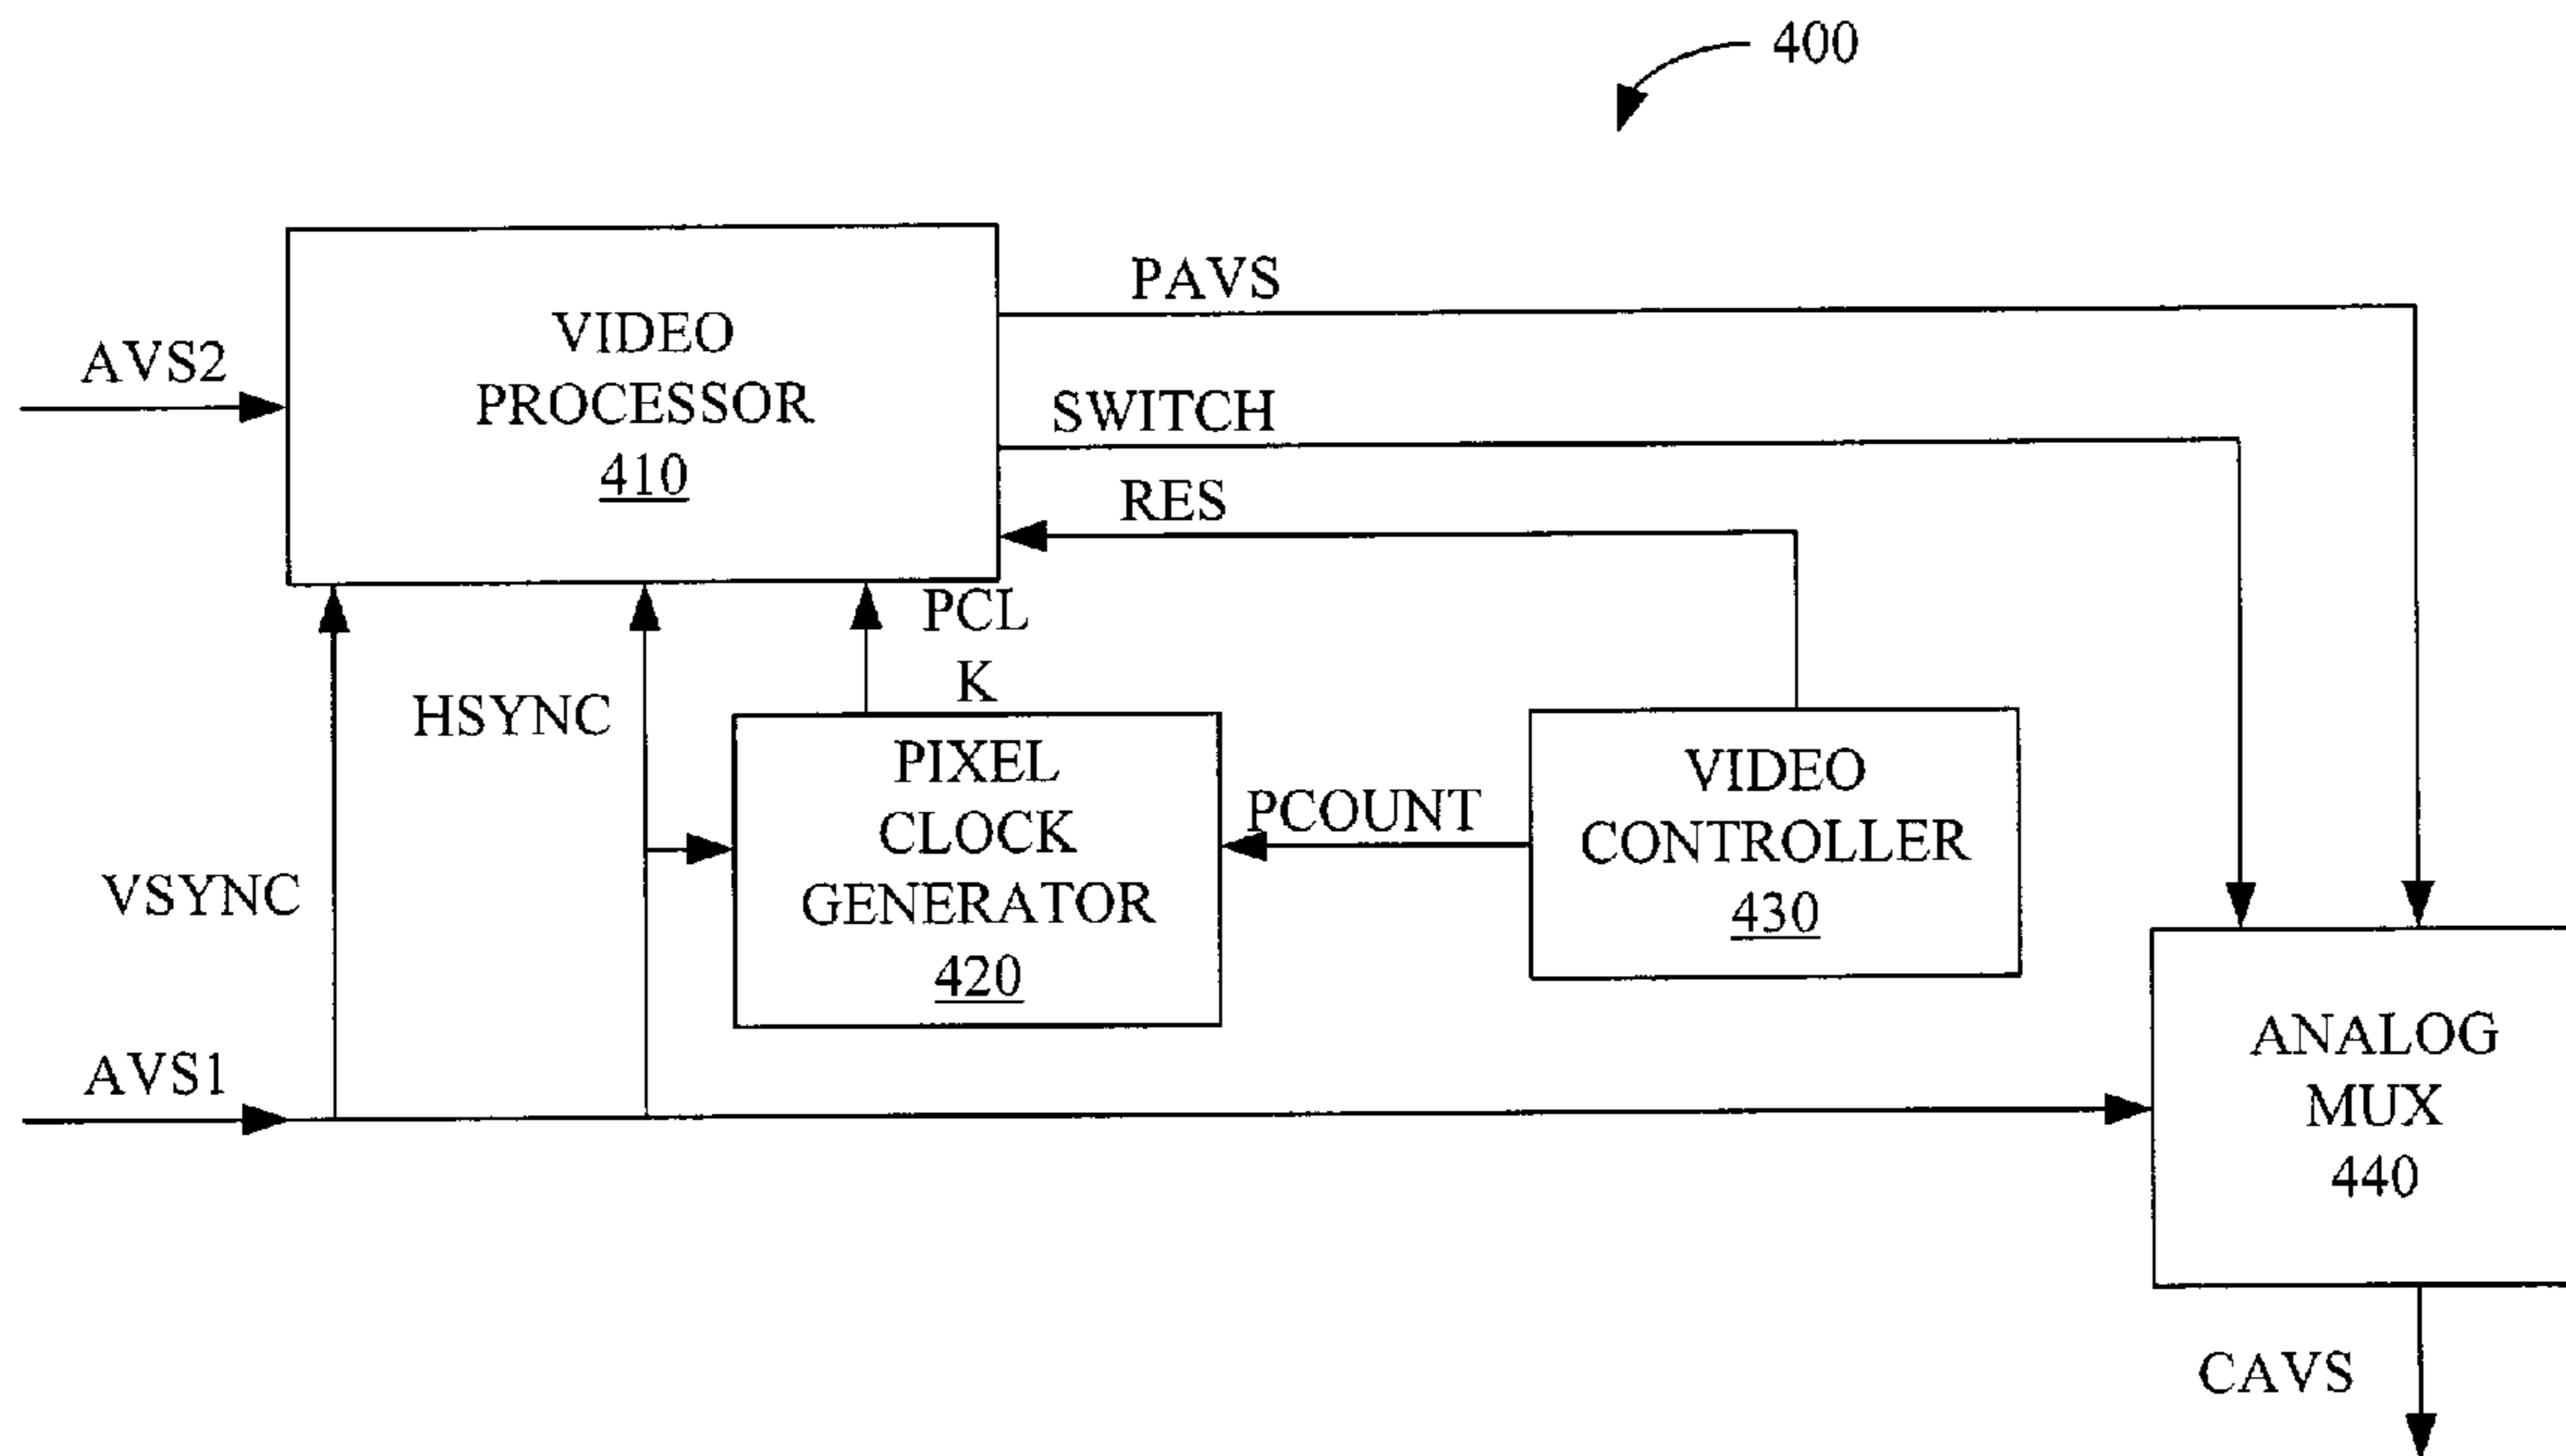 400
PAVS
VIDEO
PROCESSOR
410
AVS2
SWITCH
RES
PCL
K
HSYNC
PIXEL
CLOCK
GENERATOR
420
PCOUNT
VIDEO
CONTROLLER
430
VSYNC
AVS1
ANALOG
MUX
440
CAVS